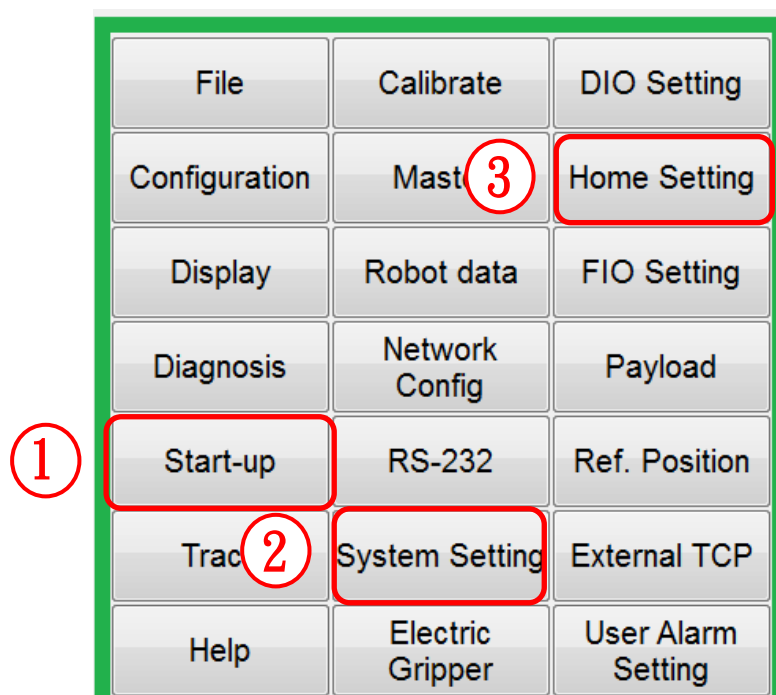 File
Calibrate
DIO Setting
Configuration
Maste
③
Home Setting
Display
Robot data
FIO Setting
Diagnosis
Network
Config
Payload
①
Start-up
RS-232
Ref. Position
Trac
②
System Setting
External TCP
Help
Electric
Gripper
User Alarm
Setting